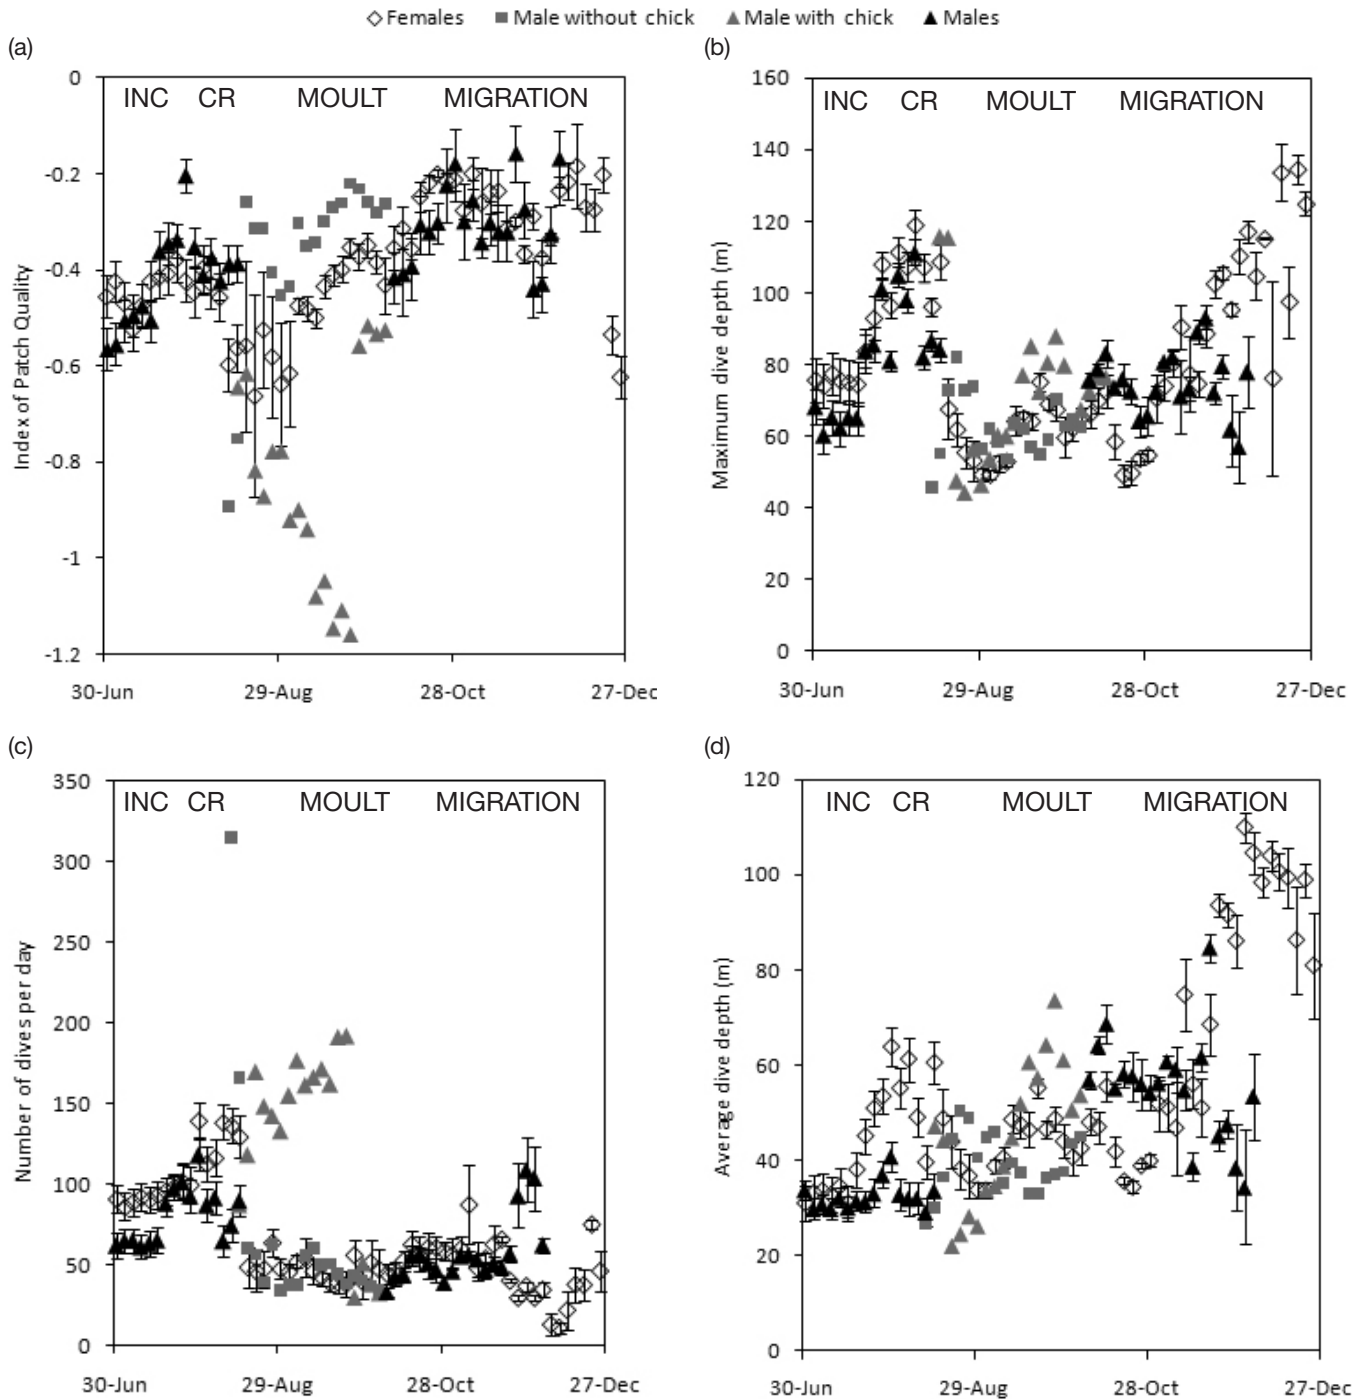 Females Male without chick Male with chick Males
(a) (b)
0 INC CR MOULT MIGRATION
-0.2
-0.4
-0.6
-0.8
-1
-1.2
Index of Patch Quality
30-Jun 29-Aug 28-Oct 27-Dec
160 INC CR MOULT MIGRATION
140
120
100
80
60
40
20
0
Maximum dive depth (m)
30-Jun 29-Aug 28-Oct 27-Dec
(c) (d)
350 INC CR MOULT MIGRATION
300
250
200
150
100
50
0
Number of dives per day
30-Jun 29-Aug 28-Oct 27-Dec
120 INC CR MOULT MIGRATION
100
80
60
40
20
0
Average dive depth (m)
30-Jun 29-Aug 28-Oct 27-Dec